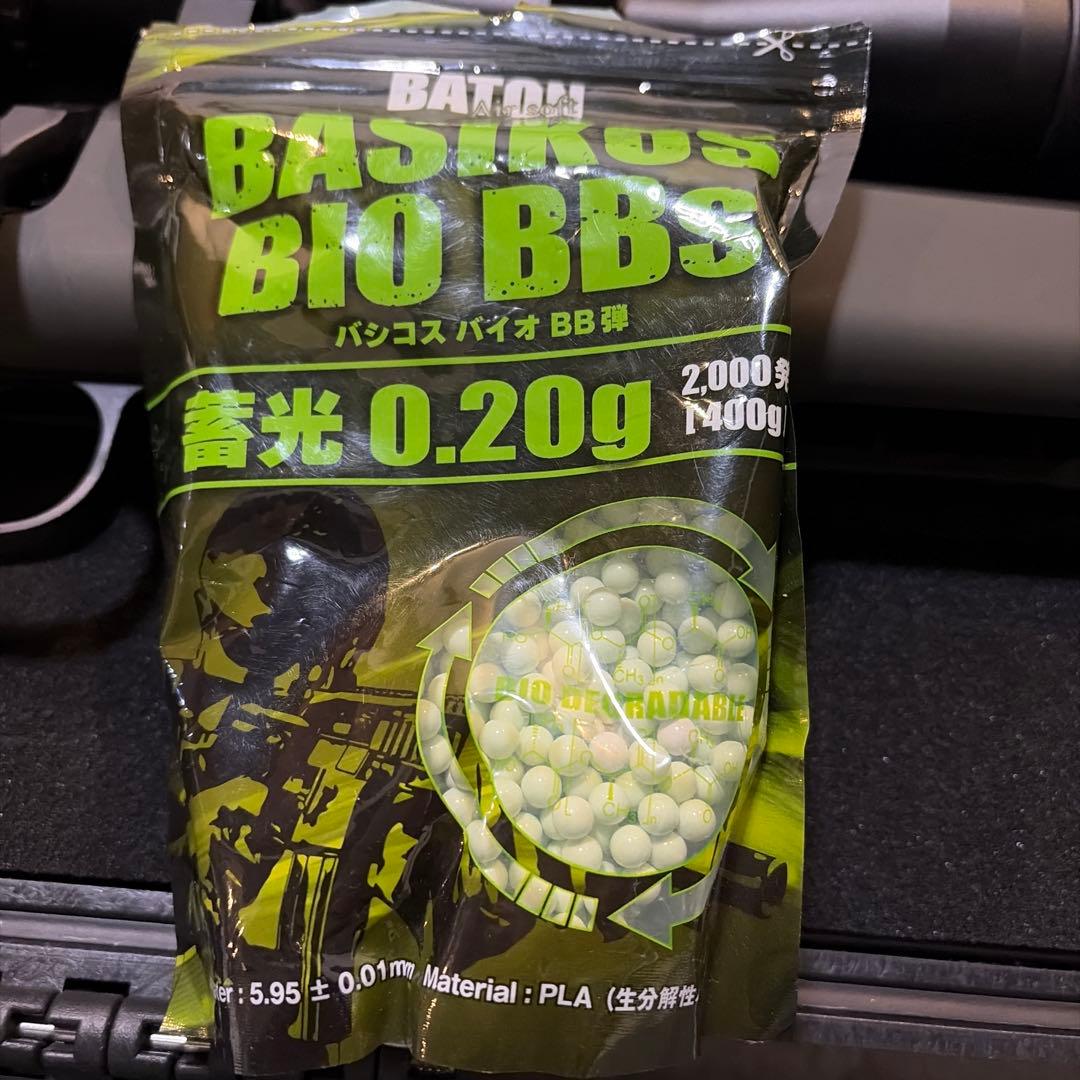 BATON
Airsoft
BASIKUS
BIO BBS
バシコス バイオ BB弾
蓄光 0.20g
2,000発
[400g]
BIO DEGRADABLE
5.95 ± 0.01mm Material : PLA (生分解性